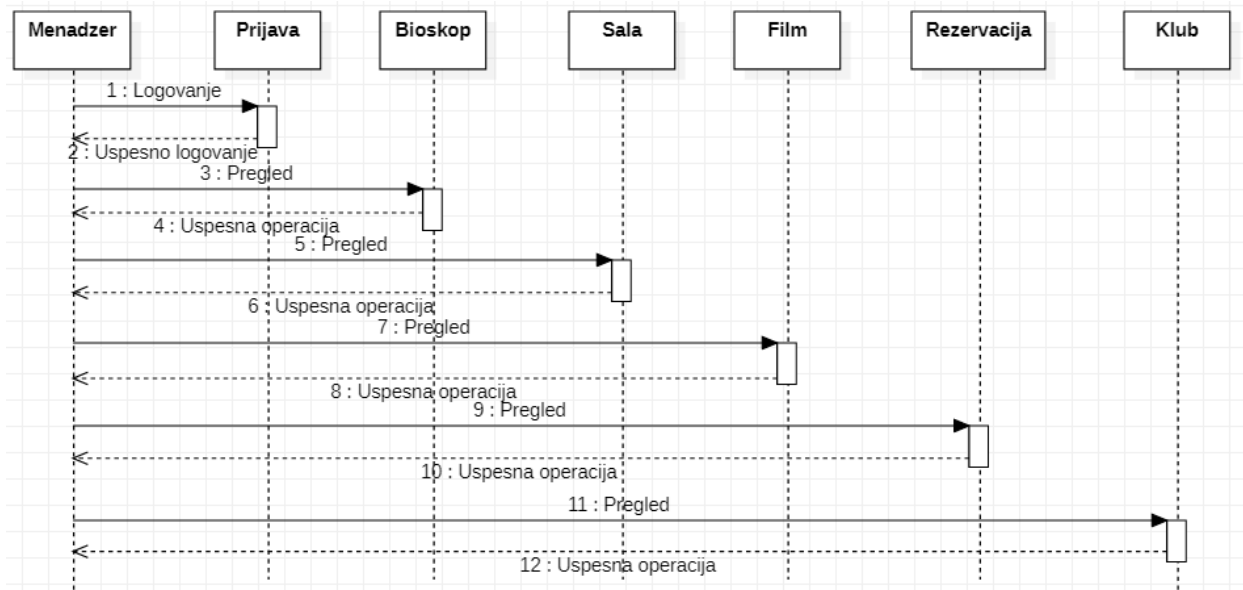 Menadzer
Prijava
Bioskop
Sala
Film
Rezervacija
Klub
1 : Logovanje
2 : Uspesno logovanje
3 : Pregled
4 : Uspesna operacija
5 : Pregled
6 : Uspesna operacija
7 : Pregled
8 : Uspesna operacija
9 : Pregled
10 : Uspesna operacija
11 : Pregled
12 : Uspesna operacija